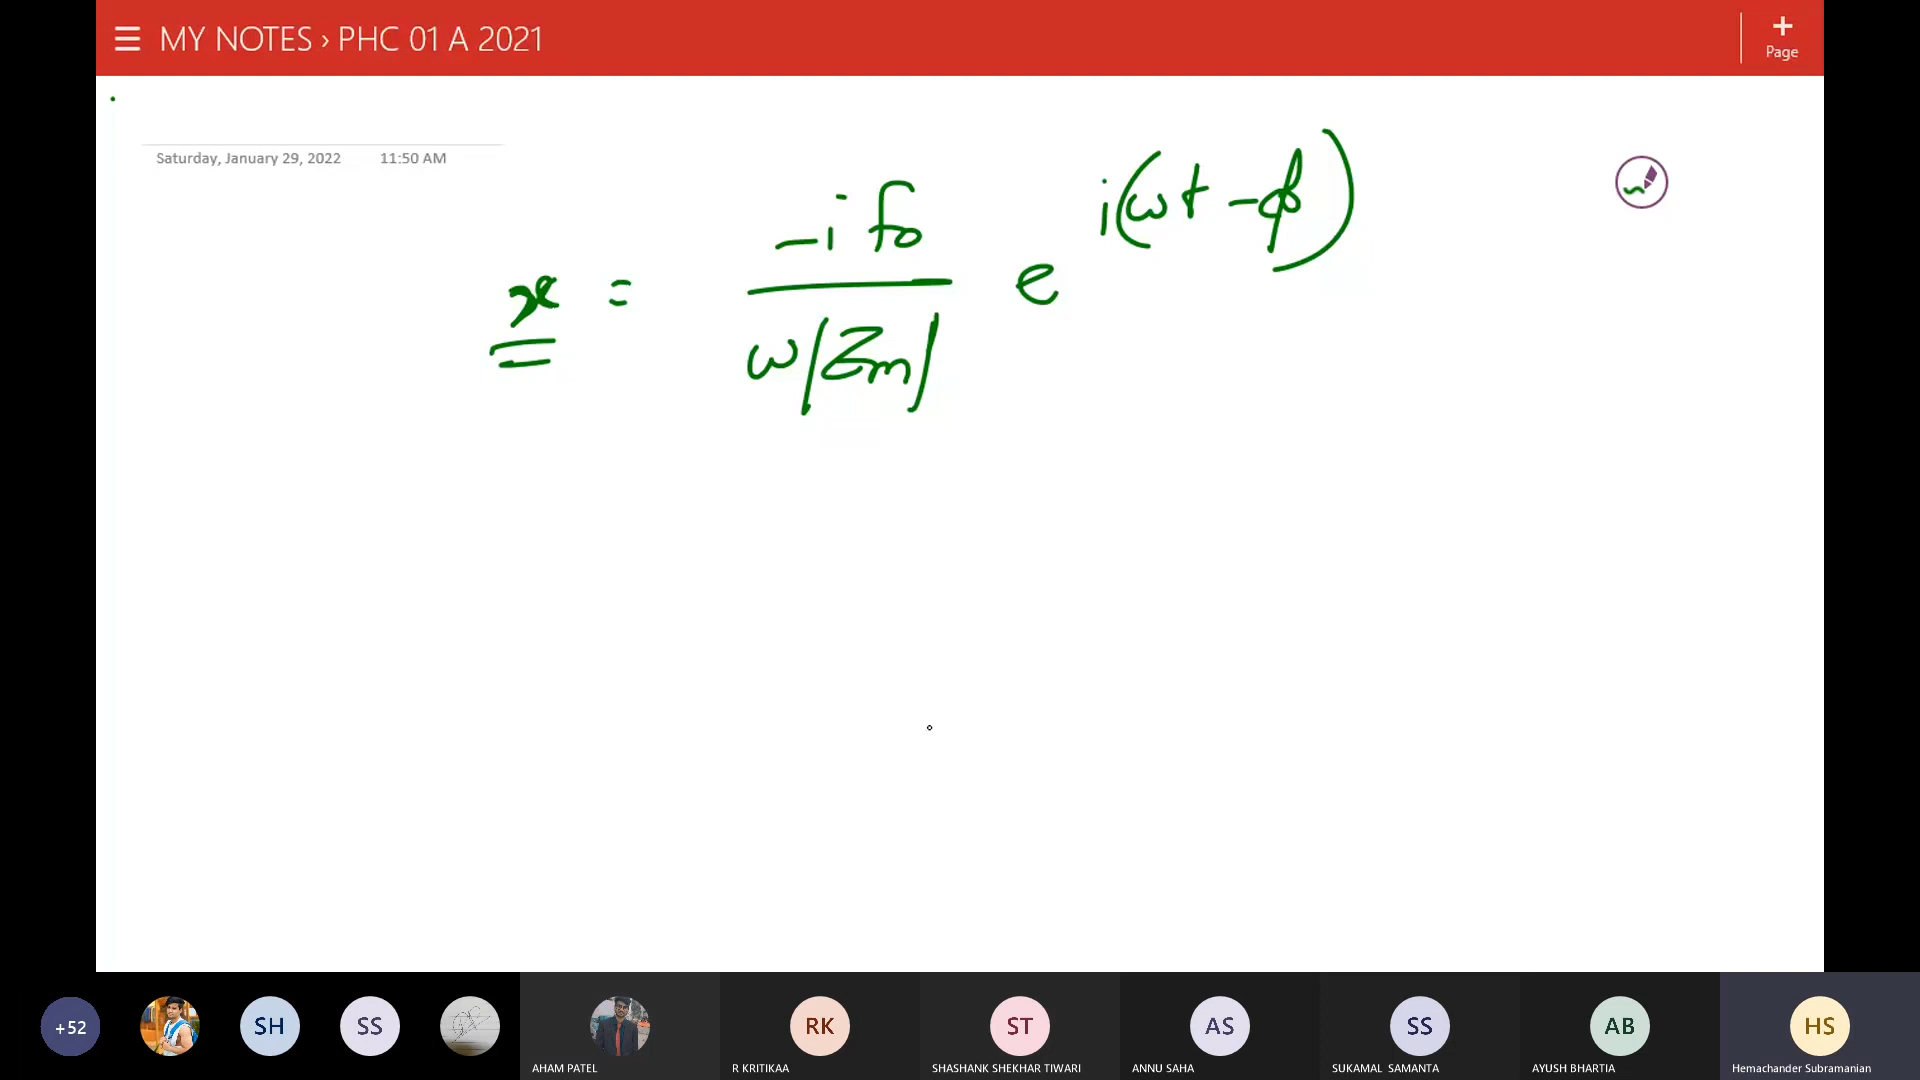 MY NOTES › PHC 01 A 2021
+
Page
Saturday, January 29, 2022 11:50 AM
x = -i fo / ω|Zm| e^i(ωt - φ)
+52
SH
SS
RK
ST
AS
SS
AB
HS
AHAM PATEL
R KRITIKAA
SHASHANK SHEKHAR TIWARI
ANNU SAHA
SUKAMAL SAMANTA
AYUSH BHARTIA
Hemachander Subramanian